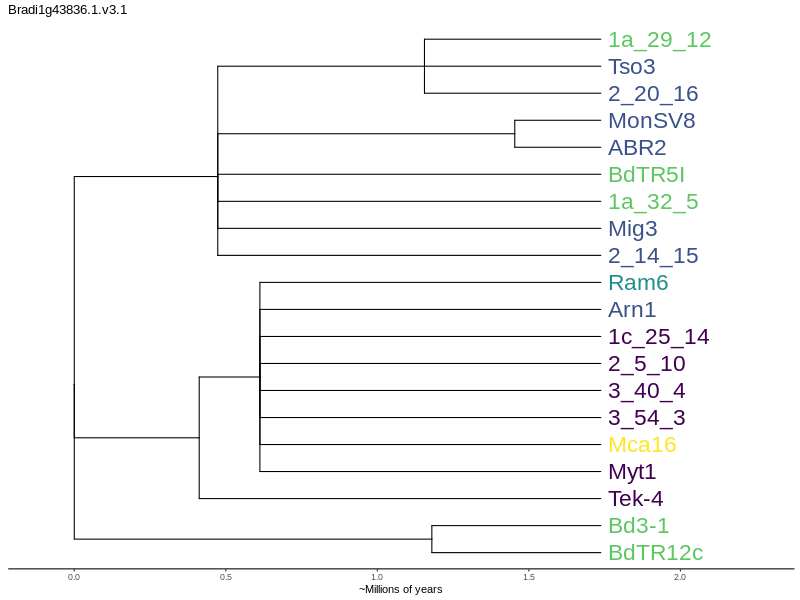 Bradi1g43836.1.v3.1
1a_29_12
Tso3
2_20_16
MonSV8
ABR2
BdTR5I
1a_32_5
Mig3
2_14_15
Ram6
Arn1
1c_25_14
2_5_10
3_40_4
3_54_3
Mca16
Myt1
Tek-4
Bd3-1
BdTR12c
0.0 0.5 1.0 1.5 2.0
~Millions of years